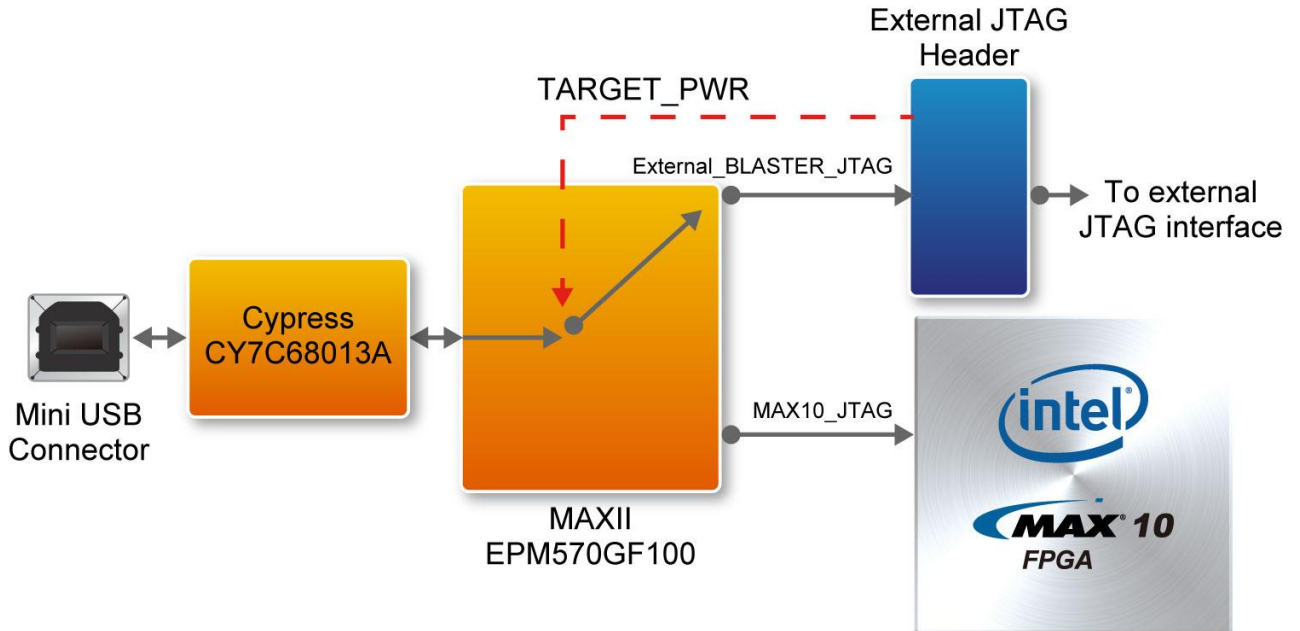 External JTAG
Header
TARGET_PWR
External_BLASTER_JTAG
To external
JTAG interface
Cypress
CY7C68013A
Mini USB
Connector
MAX10_JTAG
MAXII
EPM570GF100
intel®
MAX® 10
FPGA